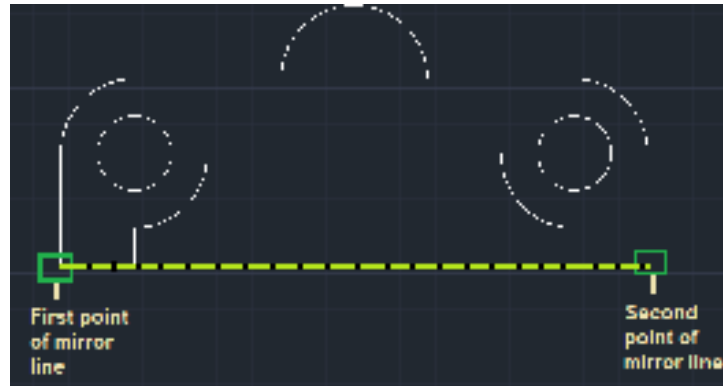 First point
of mirror
line
Second
point of
mirror line